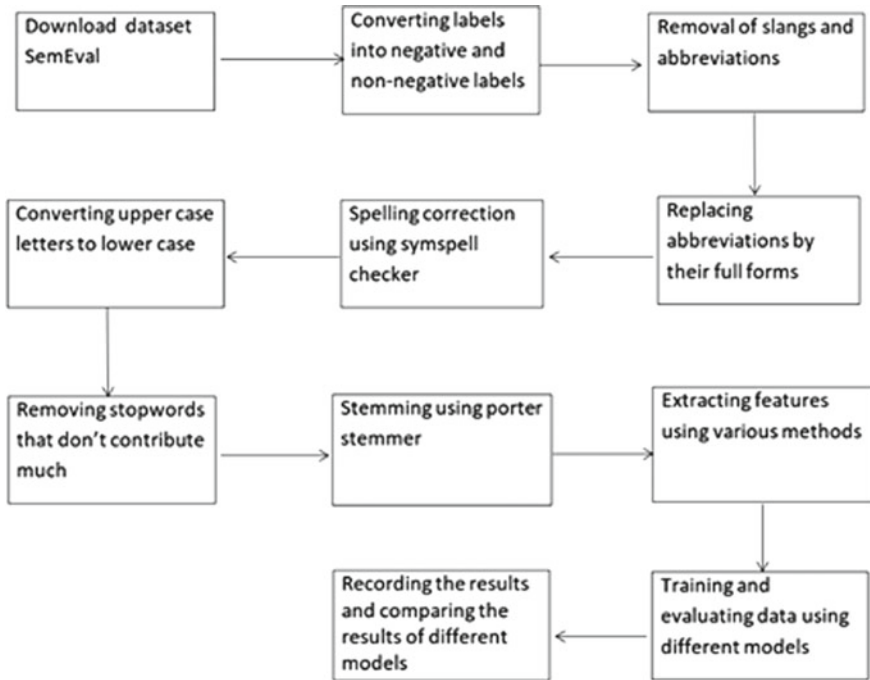 Download dataset
SemEval
Converting labels
into negative and
non-negative labels
Removal of slangs and
abbreviations
Replacing
abbreviations by
their full forms
Spelling correction
using symspell
checker
Converting upper case
letters to lower case
Removing stopwords
that don't contribute
much
Stemming using porter
stemmer
Extracting features
using various methods
Training and
evaluating data using
different models
Recording the results
and comparing the
results of different
models